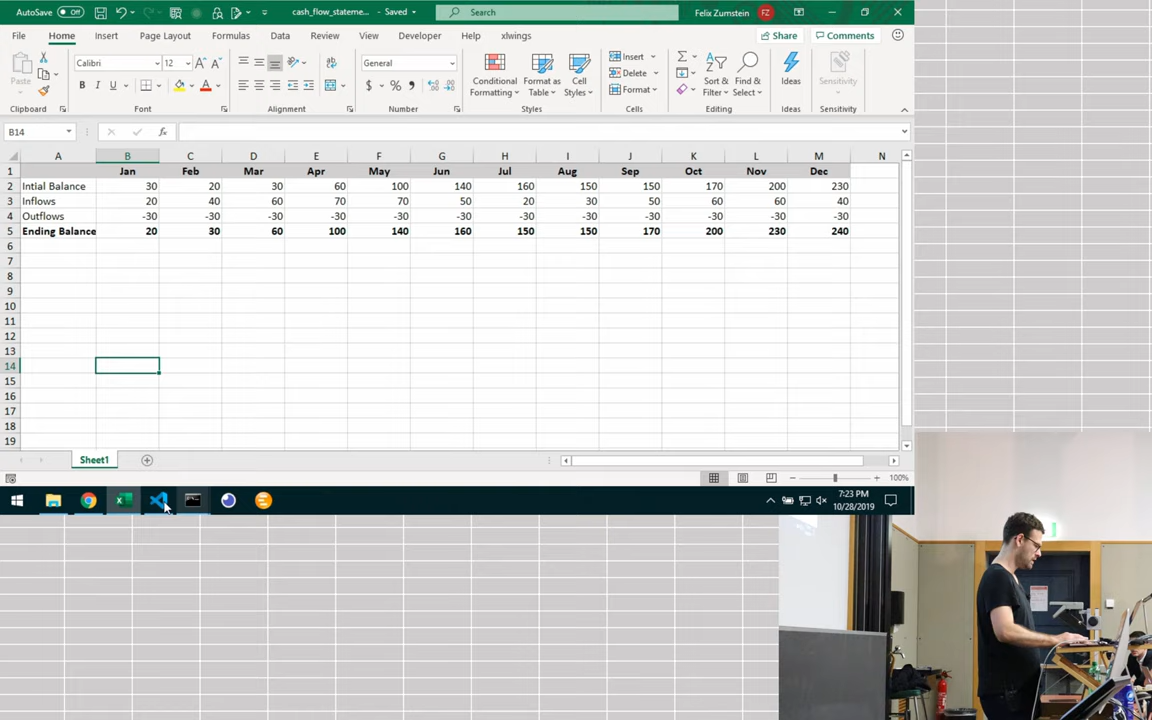 AutoSave Off cash_flow_stateme... - Saved Search Felix Zumstein FZ
File Home Insert Page Layout Formulas Data Review View Developer Help xlwings Share Comments
Paste Calibri 12 A A General Conditional Formatting Format as Table Cell Styles Insert Delete Format Sort & Filter Find & Select Ideas Sensitivity
B I U A $ % ,
Clipboard Font Alignment Number Styles Cells Editing Ideas Sensitivity
B14 fx
A B C D E F G H I J K L M N
1 Jan Feb Mar Apr May Jun Jul Aug Sep Oct Nov Dec
2 Intial Balance 30 20 30 60 100 140 160 150 150 170 200 230
3 Inflows 20 40 60 70 70 50 20 30 50 60 60 40
4 Outflows -30 -30 -30 -30 -30 -30 -30 -30 -30 -30 -30 -30
5 Ending Balance 20 30 60 100 140 160 150 150 170 200 230 240
6
7
8
9
10
11
12
13
14
15
16
17
18
19
Sheet1
100%
7:23 PM
10/28/2019